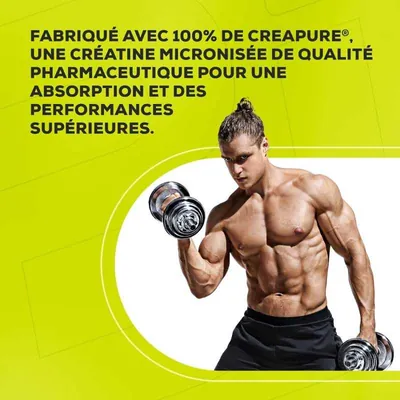 FABRIQUÉ AVEC 100% DE CREAPURE®,
UNE CRÉATINE MICRONISÉE DE QUALITÉ
PHARMACEUTIQUE POUR UNE
ABSORPTION ET DES
PERFORMANCES
SUPÉRIEURES.